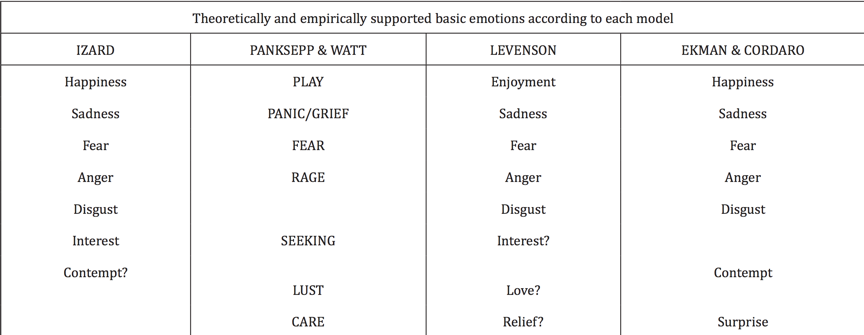 Theoretically and empirically supported basic emotions according to each model
IZARD PANKSEPP & WATT LEVENSON EKMAN & CORDARO
Happiness PLAY Enjoyment Happiness
Sadness PANIC/GRIEF Sadness Sadness
Fear FEAR Fear Fear
Anger RAGE Anger Anger
Disgust Disgust Disgust
Interest SEEKING Interest?
Contempt? Contempt
LUST Love?
CARE Relief? Surprise